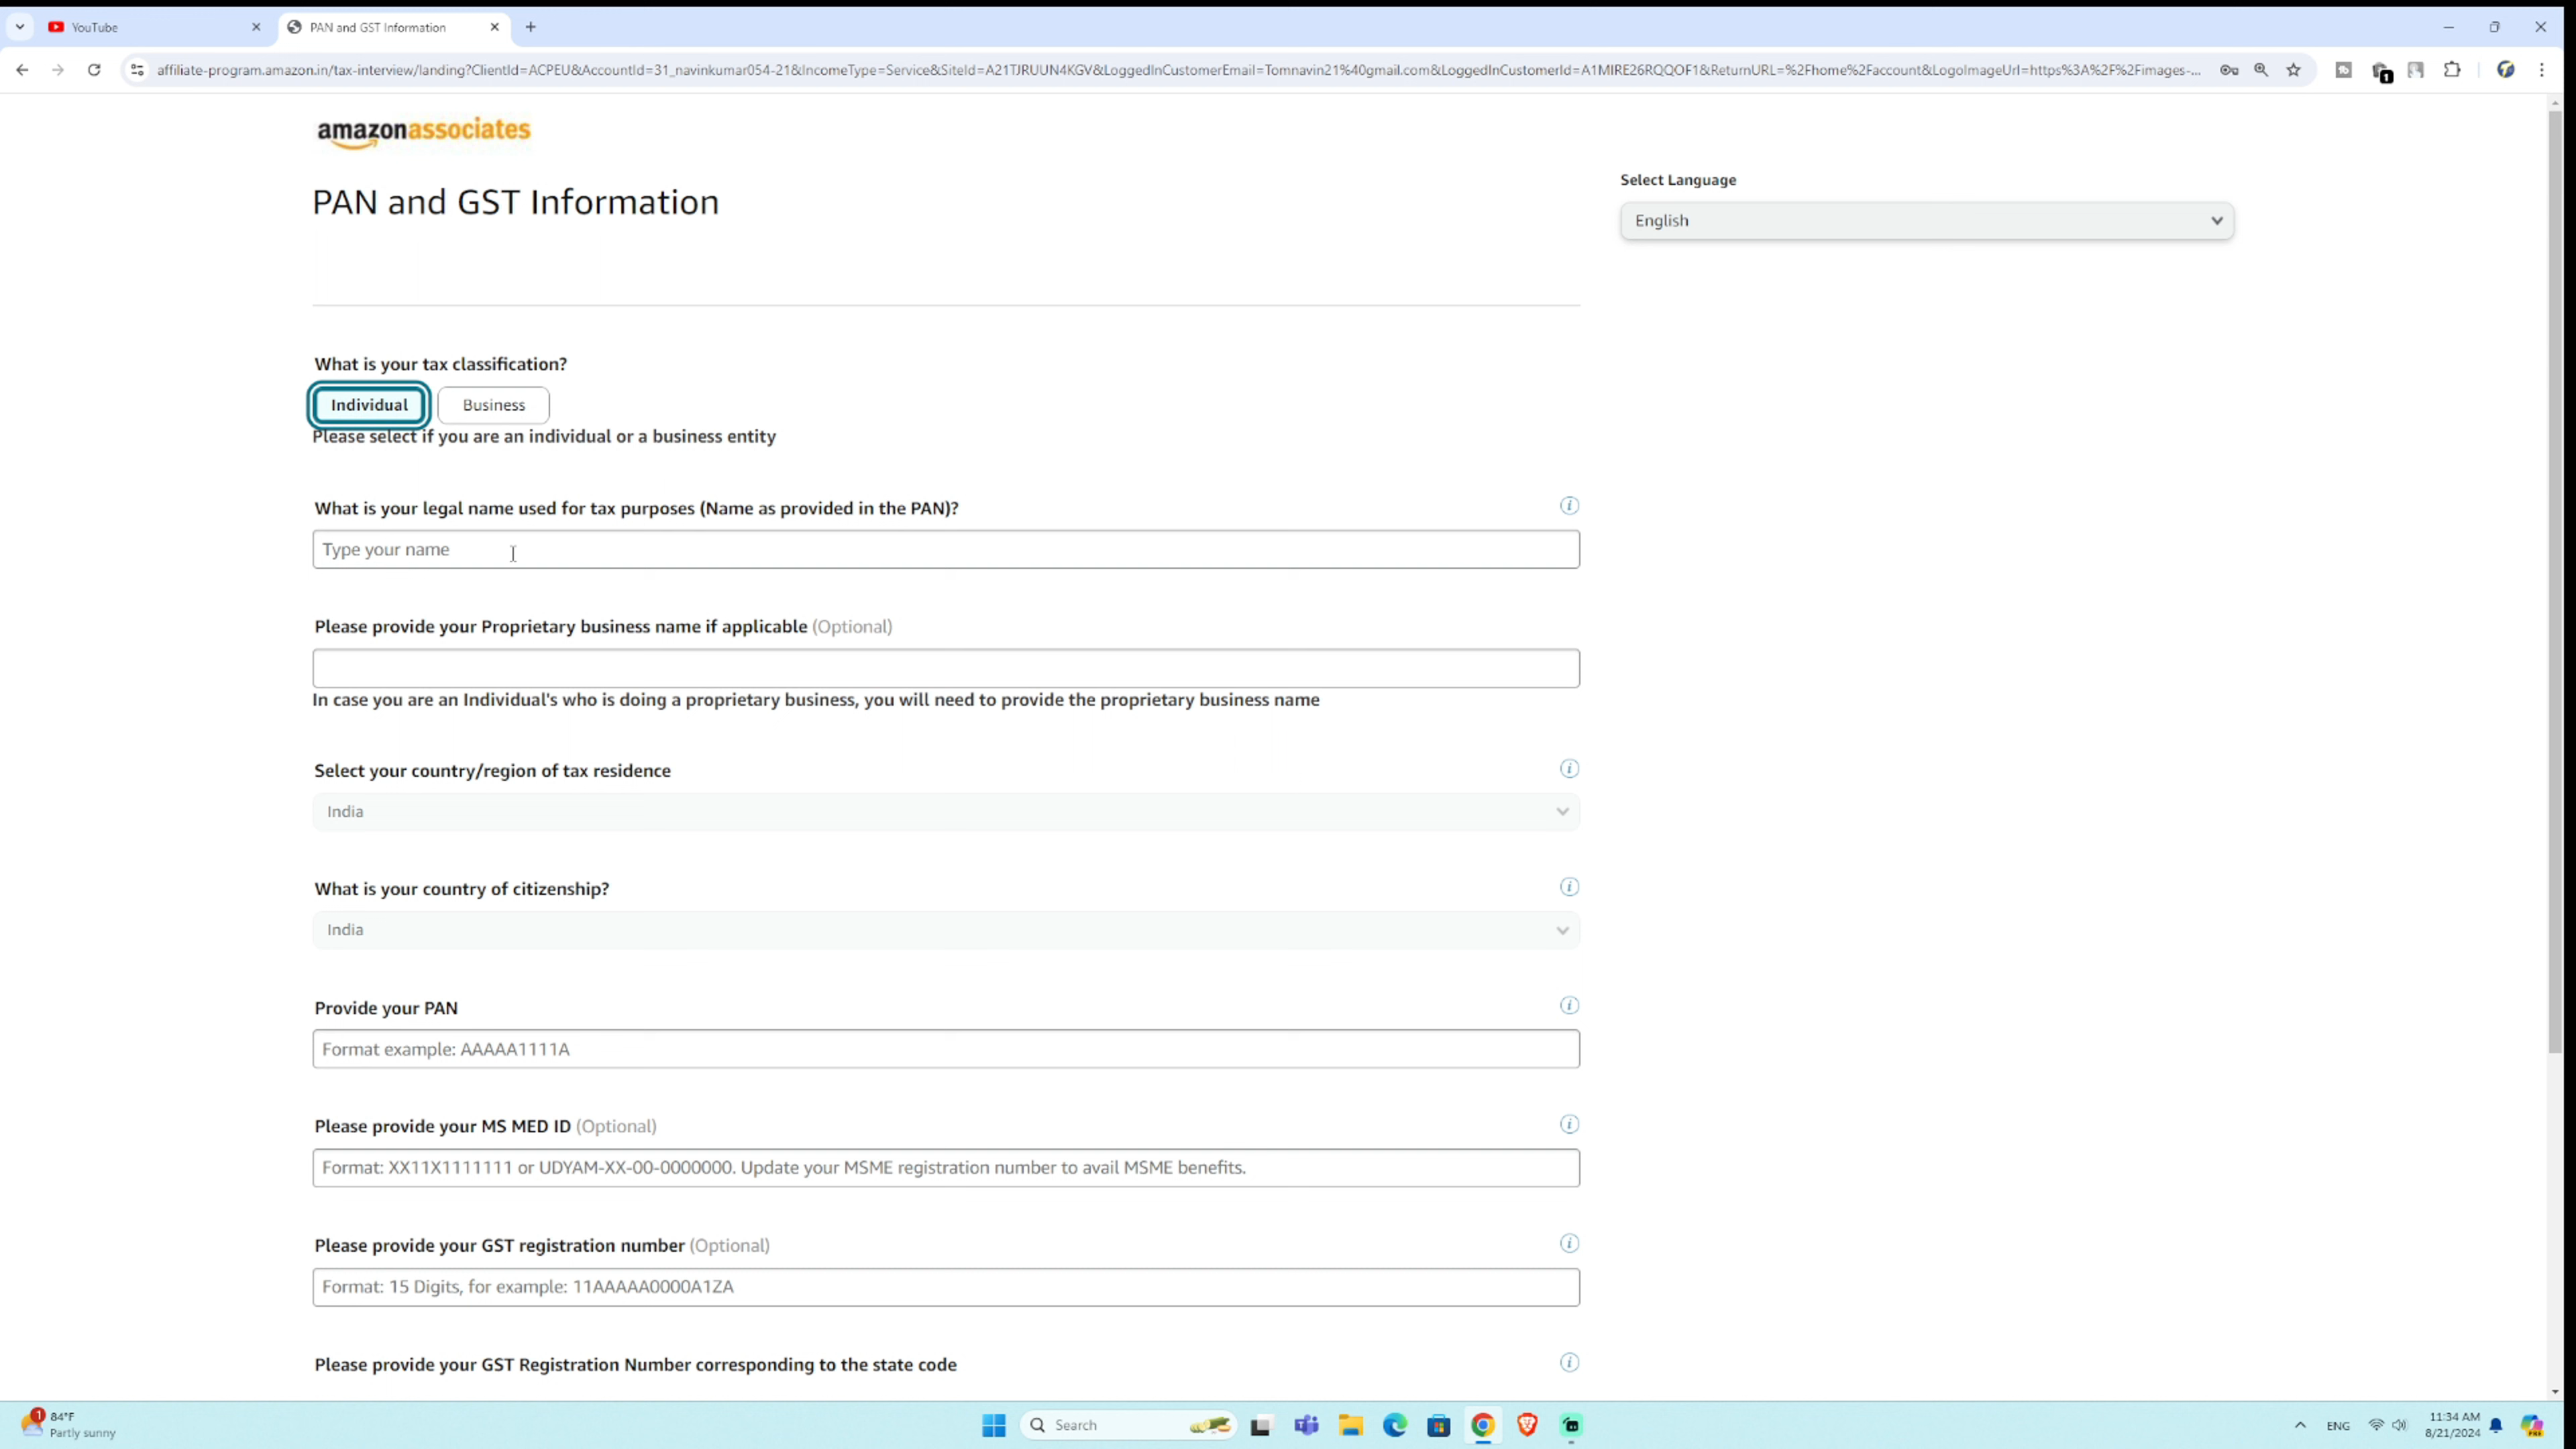 YouTube
PAN and GST Information
affiliate-program.amazon.in/tax-interview/landing?ClientId=ACPEU&AccountId=31_navinkumar054-21&IncomeType=Service&SiteId=A21TJRUUN4KGV&LoggedInCustomerEmail=Tomnavin21%40gmail.com&LoggedInCustomerId=A1MIRE26RQQOF1&ReturnURL=%2Fhome%2Faccount&LogoImageUrl=https%3A%2F%2Fimages-...
1
amazonassociates
PAN and GST Information
Select Language
English
What is your tax classification?
Individual
Business
Please select if you are an individual or a business entity
What is your legal name used for tax purposes (Name as provided in the PAN)?
Type your name
Please provide your Proprietary business name if applicable (Optional)
In case you are an Individual's who is doing a proprietary business, you will need to provide the proprietary business name
Select your country/region of tax residence
India
What is your country of citizenship?
India
Provide your PAN
Format example: AAAAA1111A
Please provide your MS MED ID (Optional)
Format: XX11X1111111 or UDYAM-XX-00-0000000. Update your MSME registration number to avail MSME benefits.
Please provide your GST registration number (Optional)
Format: 15 Digits, for example: 11AAAAA0000A1ZA
Please provide your GST Registration Number corresponding to the state code
1
84°F
Partly sunny
Search
ENG
11:34 AM
8/21/2024